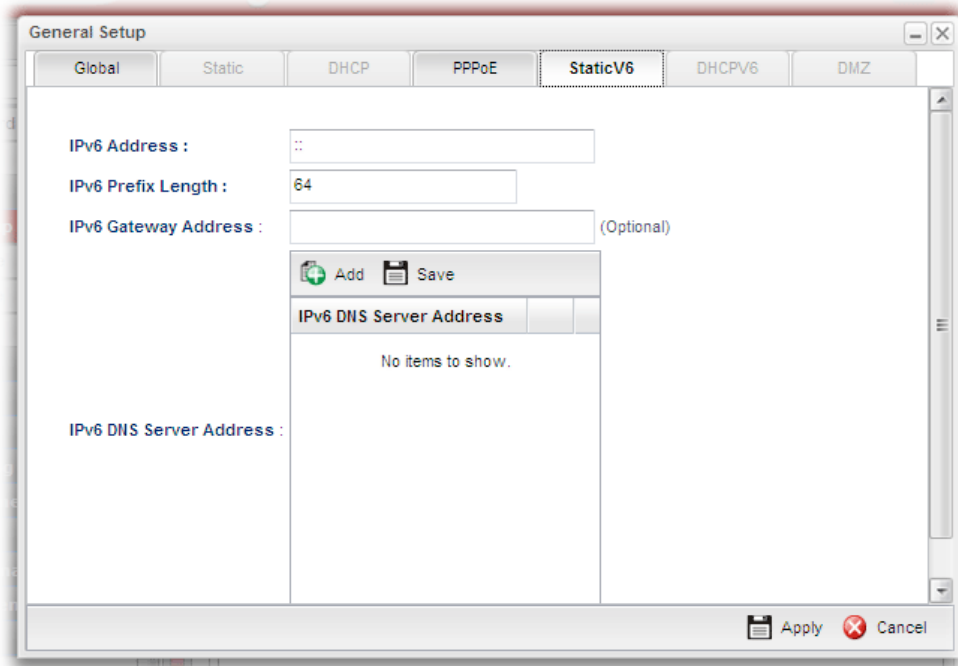 General Setup
Global Static DHCP PPPoE StaticV6 DHCPV6 DMZ
IPv6 Address : ::
IPv6 Prefix Length : 64
IPv6 Gateway Address : (Optional)
Add Save
IPv6 DNS Server Address
No items to show.
IPv6 DNS Server Address :
Apply Cancel